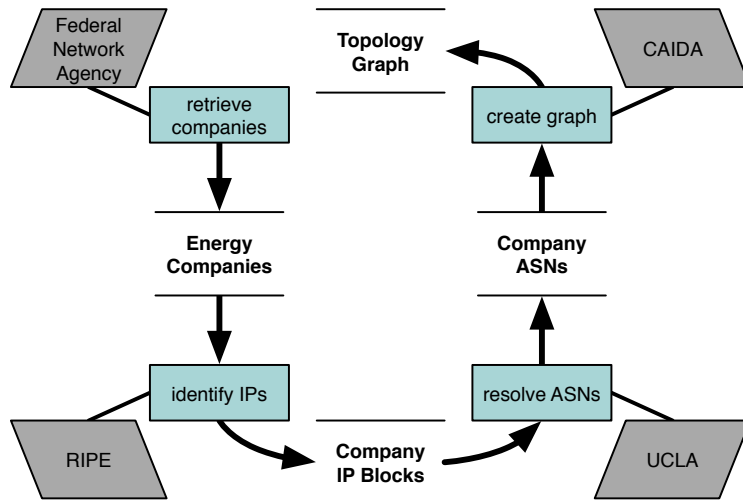 Federal
Network
Agency
Topology
Graph
CAIDA
retrieve
companies
create graph
Energy
Companies
Company
ASNs
identify IPs
resolve ASNs
RIPE
Company
IP Blocks
UCLA